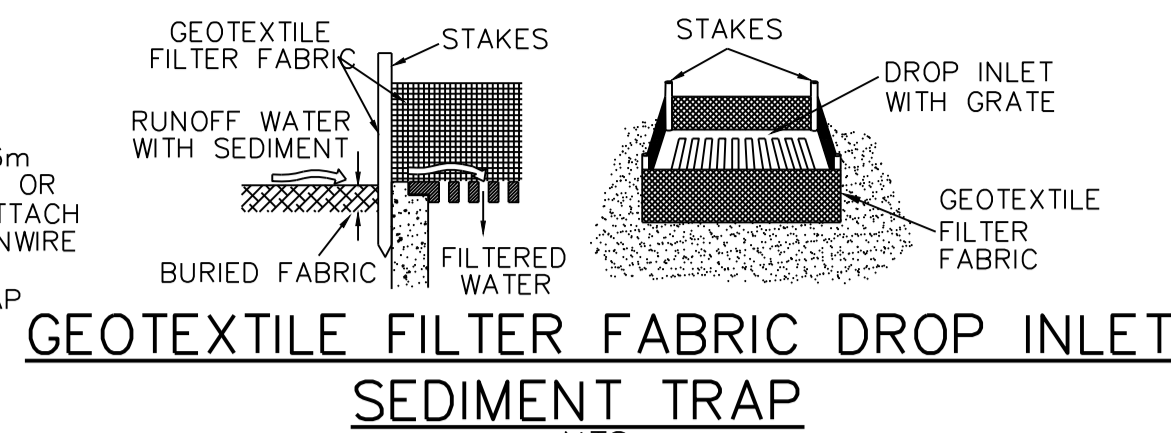 GEOTEXTILE
FILTER FABRIC
STAKES
RUNOFF WATER
WITH SEDIMENT
BURIED FABRIC
FILTERED
WATER
STAKES
DROP INLET
WITH GRATE
GEOTEXTILE
FILTER
FABRIC
OR
GEOTEXTILE FILTER FABRIC DROP INLET
SEDIMENT TRAP